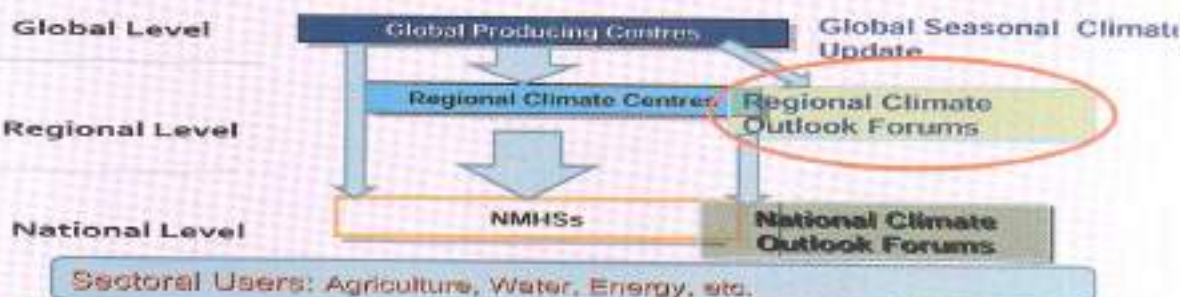 Global Level
Global Producing Centres
Global Seasonal Climate
Update
Regional Level
Regional Climate Centres
Regional Climate
Outlook Forums
National Level
NMHSs
National Climate
Outlook Forums
Sectoral Users: Agriculture, Water, Energy, etc.